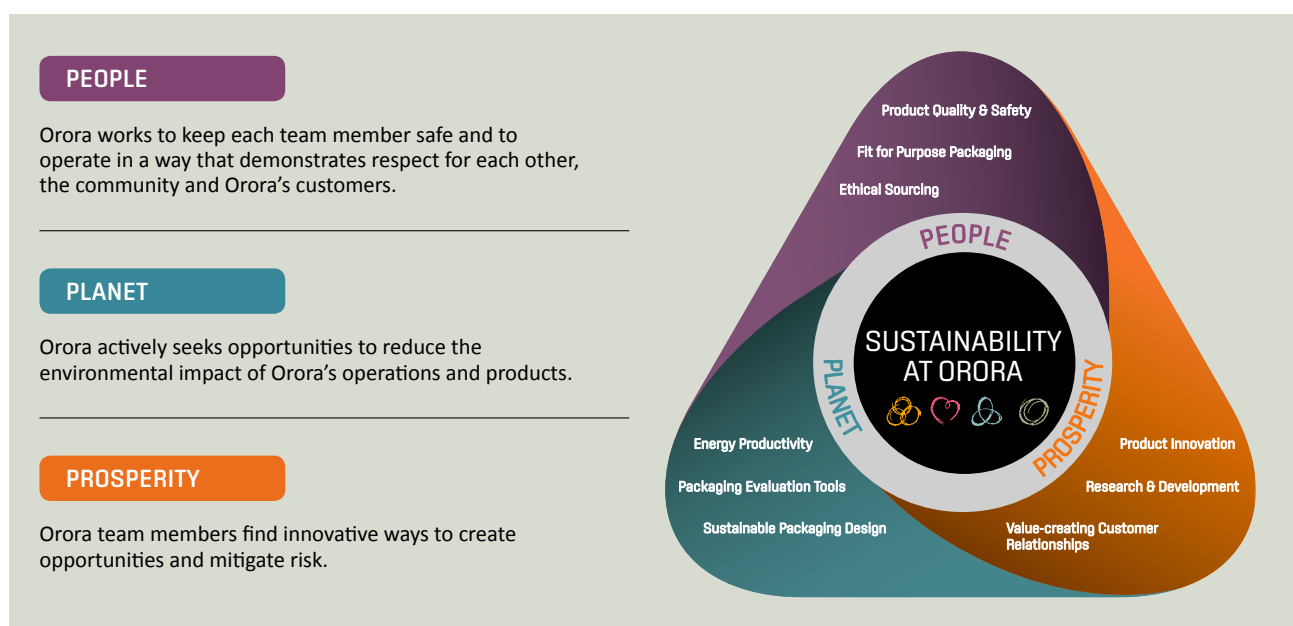 PEOPLE
Orora works to keep each team member safe and to
operate in a way that demonstrates respect for each other,
the community and Orora's customers.
PLANET
Orora actively seeks opportunities to reduce the
environmental impact of Orora's operations and products.
PROSPERITY
Orora team members find innovative ways to create
opportunities and mitigate risk.
Product Quality & Safety
Fit for Purpose Packaging
Ethical Sourcing
PEOPLE
SUSTAINABILITY
AT ORORA
PLANET
PROSPERITY
Energy Productivity
Packaging Evaluation Tools
Sustainable Packaging Design
Product Innovation
Research & Development
Value-creating Customer
Relationships